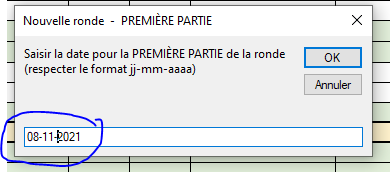 Nouvelle ronde - PREMIÈRE PARTIE
Saisir la date pour la PREMIÈRE PARTIE de la ronde
(respecter le format jj-mm-aaaa)
OK
Annuler
08-11-2021